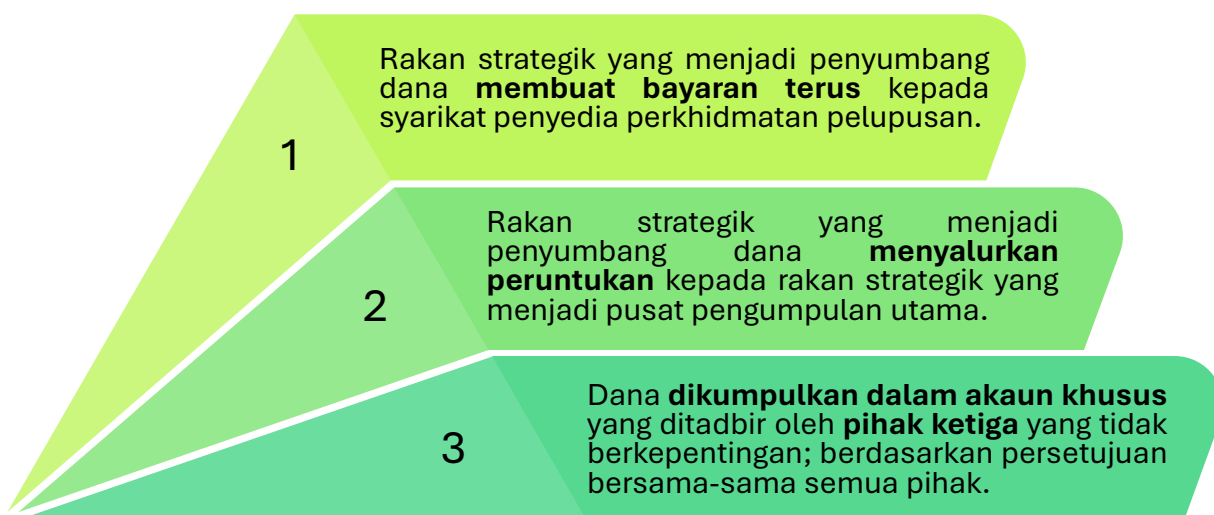 1
Rakan strategik yang menjadi penyumbang
dana membuat bayaran terus kepada
syarikat penyedia perkhidmatan pelupusan.
2
Rakan strategik yang menjadi
penyumbang dana menyalurkan
peruntukan kepada rakan strategik yang
menjadi pusat pengumpulan utama.
3
Dana dikumpulkan dalam akaun khusus
yang ditadbir oleh pihak ketiga yang tidak
berkepentingan; berdasarkan persetujuan
bersama-sama semua pihak.